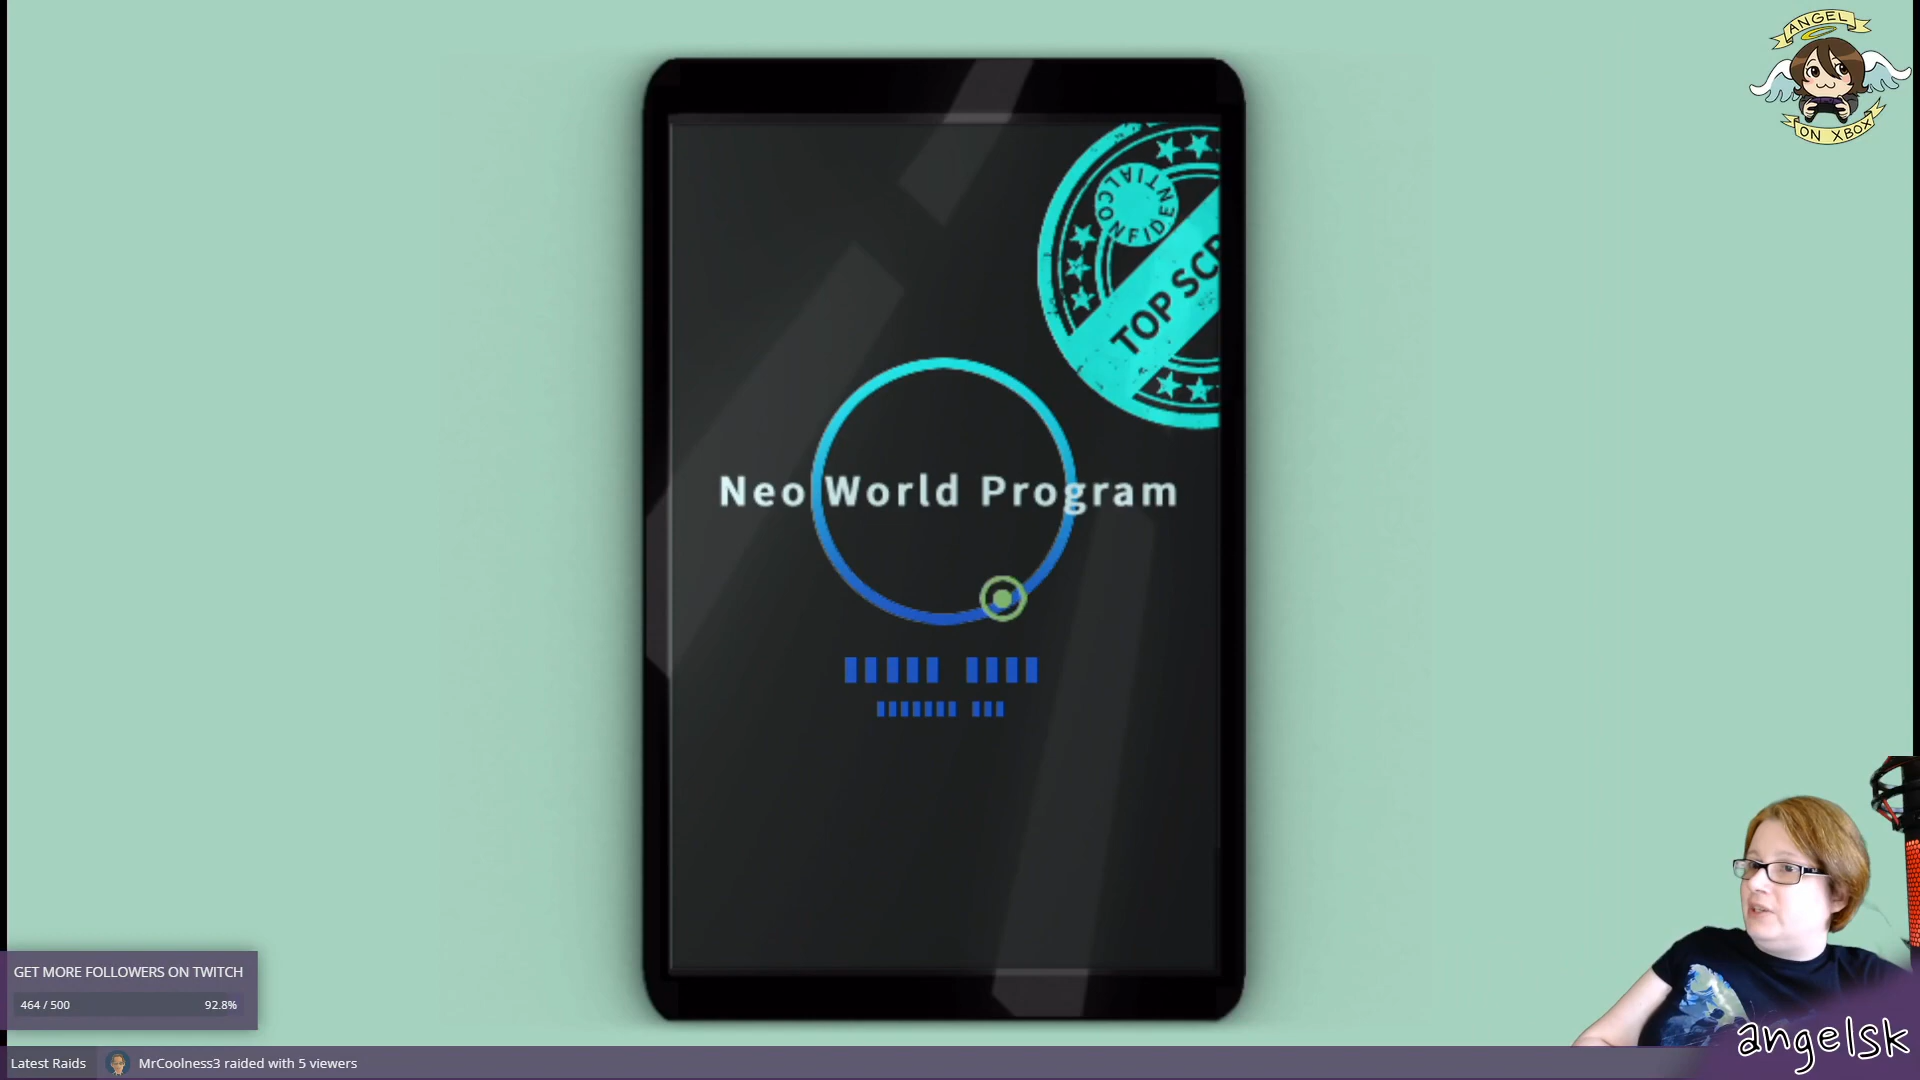 ANGEL
ON XBOX
CONFIDENTIAL
TOP SCR
Neo World Program
GET MORE FOLLOWERS ON TWITCH
464 / 500
92.8%
angelsk
Latest Raids
MrCoolness3 raided with 5 viewers